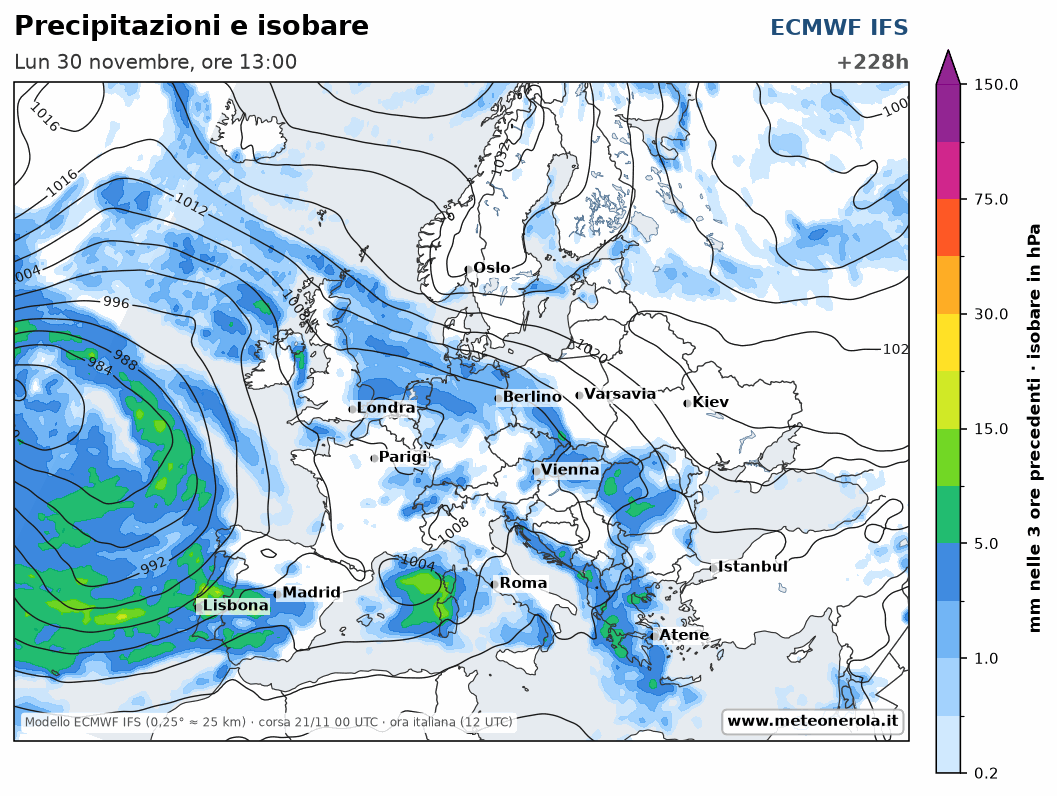 Precipitazioni e isobare
ECMWF IFS
Lun 30 novembre, ore 13:00
+228h
150.0
75.0
30.0
15.0
5.0
1.0
0.2
mm nelle 3 ore precedenti · isobare in hPa
1016
1016
1012
1032
004
996
1008
988
984
1020
102
100
992
1004
1008
Oslo
Londra
Berlino
Varsavia
Kiev
Parigi
Vienna
Istanbul
Roma
Madrid
Lisbona
Atene
Modello ECMWF IFS (0,25° ≈ 25 km) · corsa 21/11 00 UTC · ora italiana (12 UTC)
www.meteonerola.it